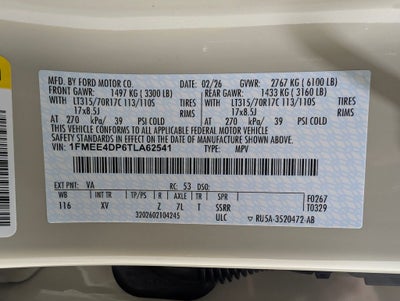 MFD. BY FORD MOTOR CO. 02/26 GVWR: 2767 KG ( 6100 LB)
FRONT GAWR: 1497 KG ( 3300 LB) REAR GAWR: 1433 KG ( 3160 LB)
WITH LT315/70R17C 113/110S TIRES WITH LT315/70R17C 113/110S TIRES
17x8.5J RIMS 17x8.5J RIMS
AT 270 kPa/ 39 PSI COLD AT 270 kPa/ 39 PSI COLD
THIS VEHICLE CONFORMS TO ALL APPLICABLE FEDERAL MOTOR VEHICLE
SAFETY STANDARDS IN EFFECT ON THE DATE OF MANUFACTURE SHOWN ABOVE.
VIN: 1FMEE4DP6TLA62541 TYPE: MPV
EXT PNT: VA RC: 53 DSO:
WB INT TR TP/PS R AXLE TR SPR F0267
116 XV Z 7L T SSRR T0329
3202602104245 ULC RU5A-3520472-AB